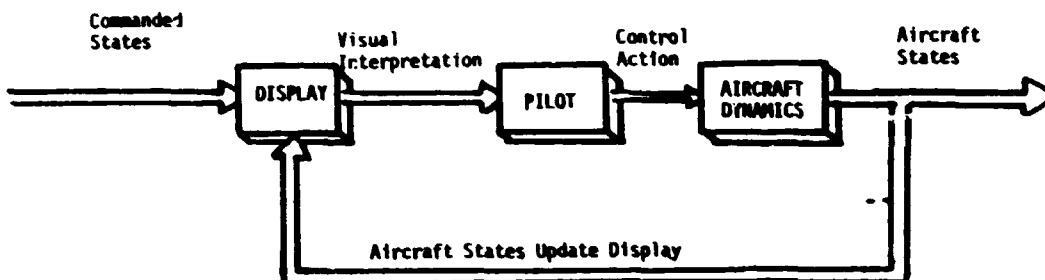 Commanded
States
Visual
Interpretation
Control
Action
Aircraft
States
DISPLAY
PILOT
AIRCRAFT
DYNAMICS
Aircraft States Update Display